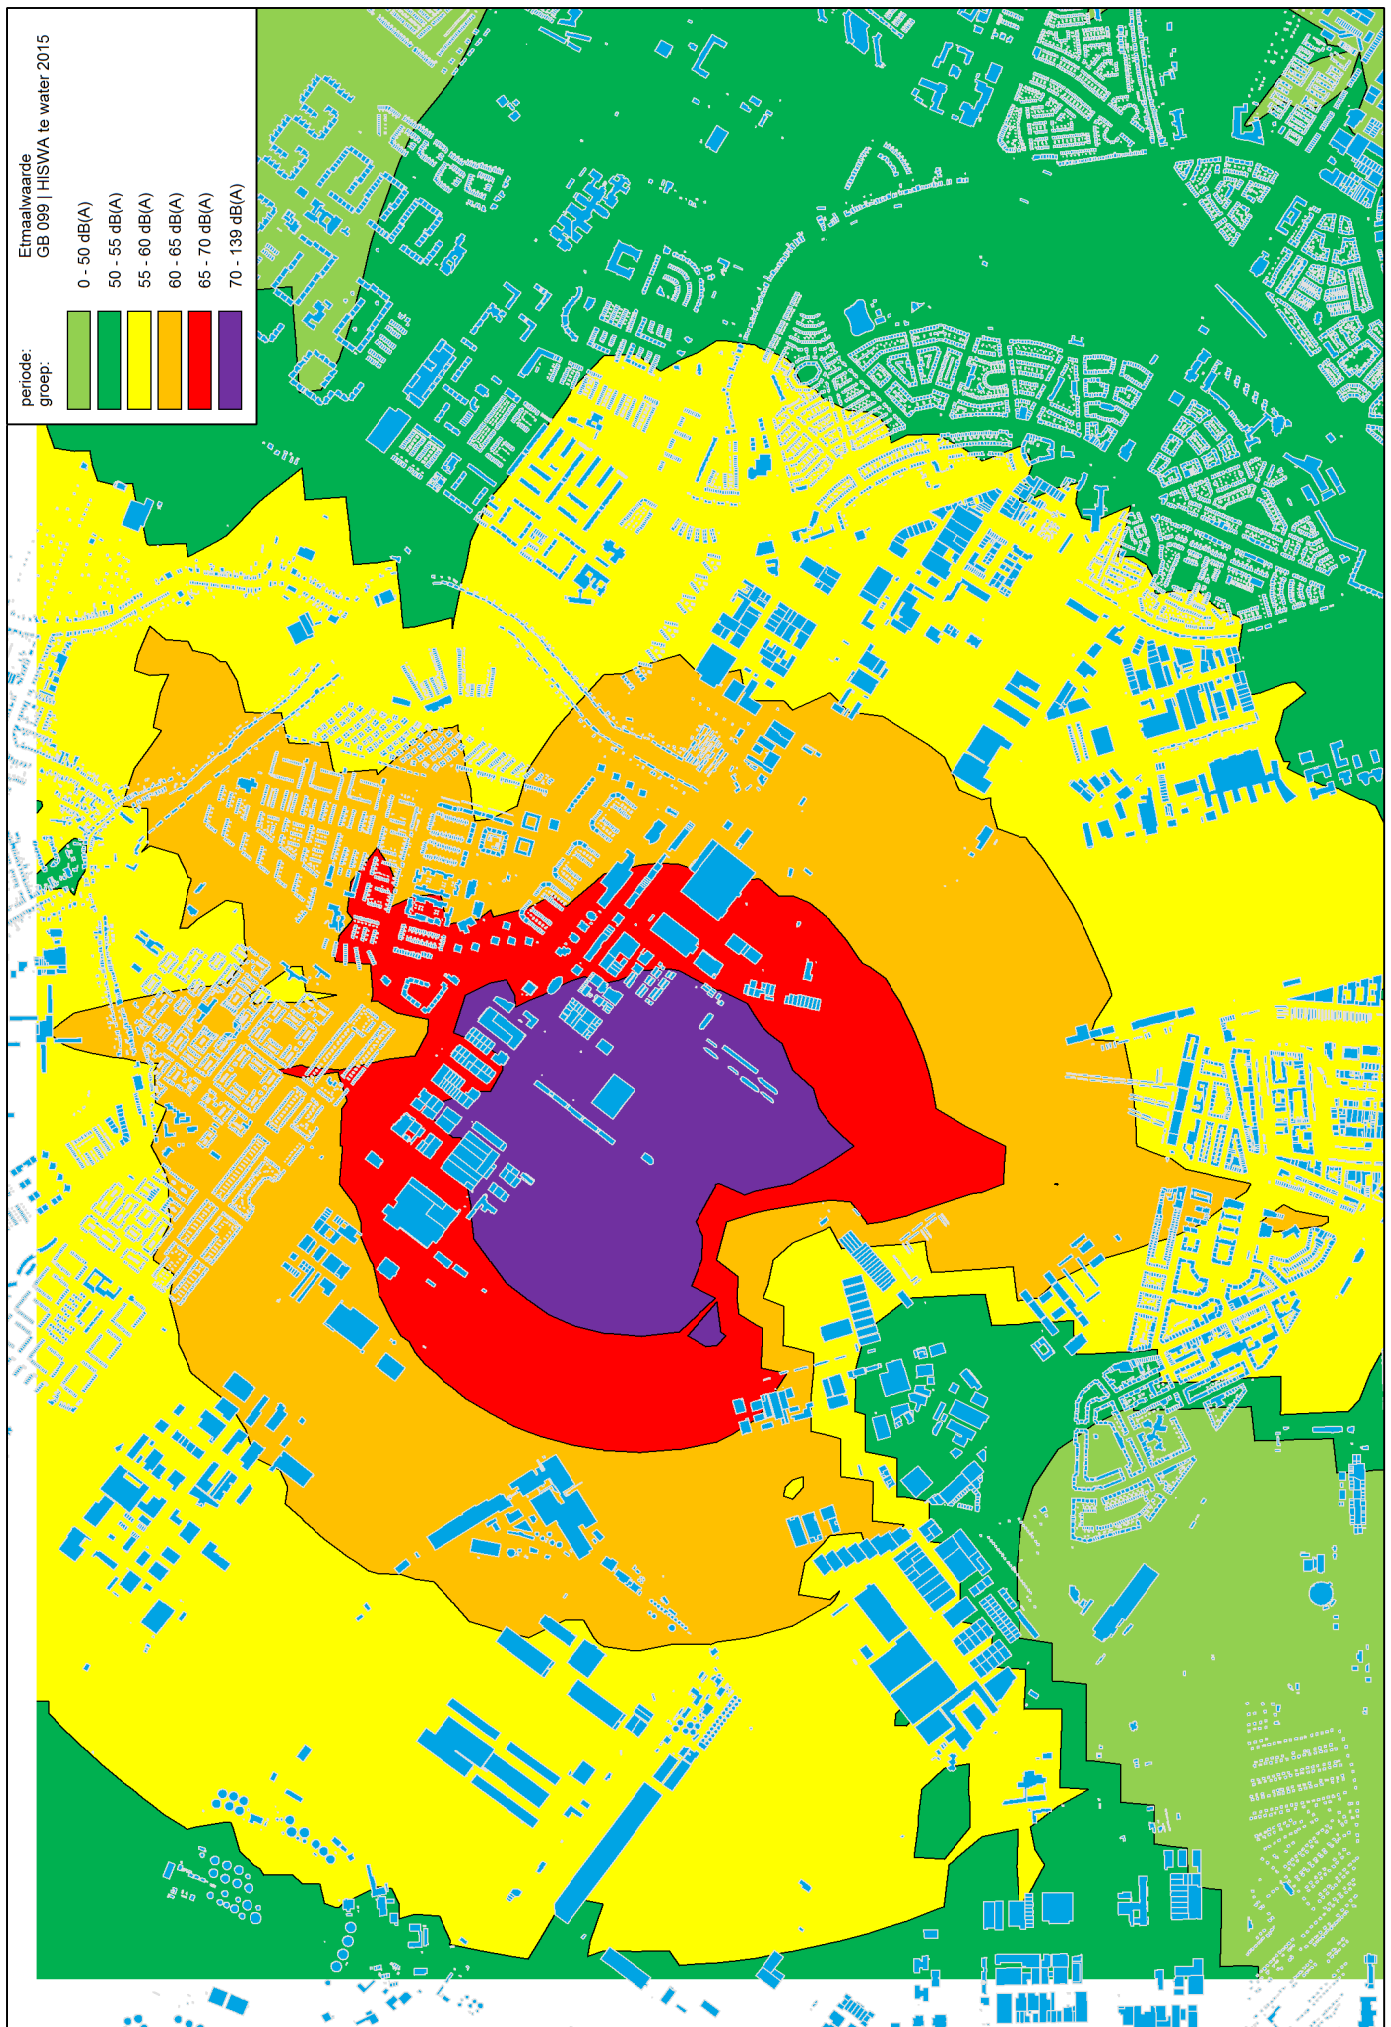 periode: Etmaalwaarde
groep: GB 099 | HISWA te water 2015
0 - 50 dB(A)
50 - 55 dB(A)
55 - 60 dB(A)
60 - 65 dB(A)
65 - 70 dB(A)
70 - 139 dB(A)